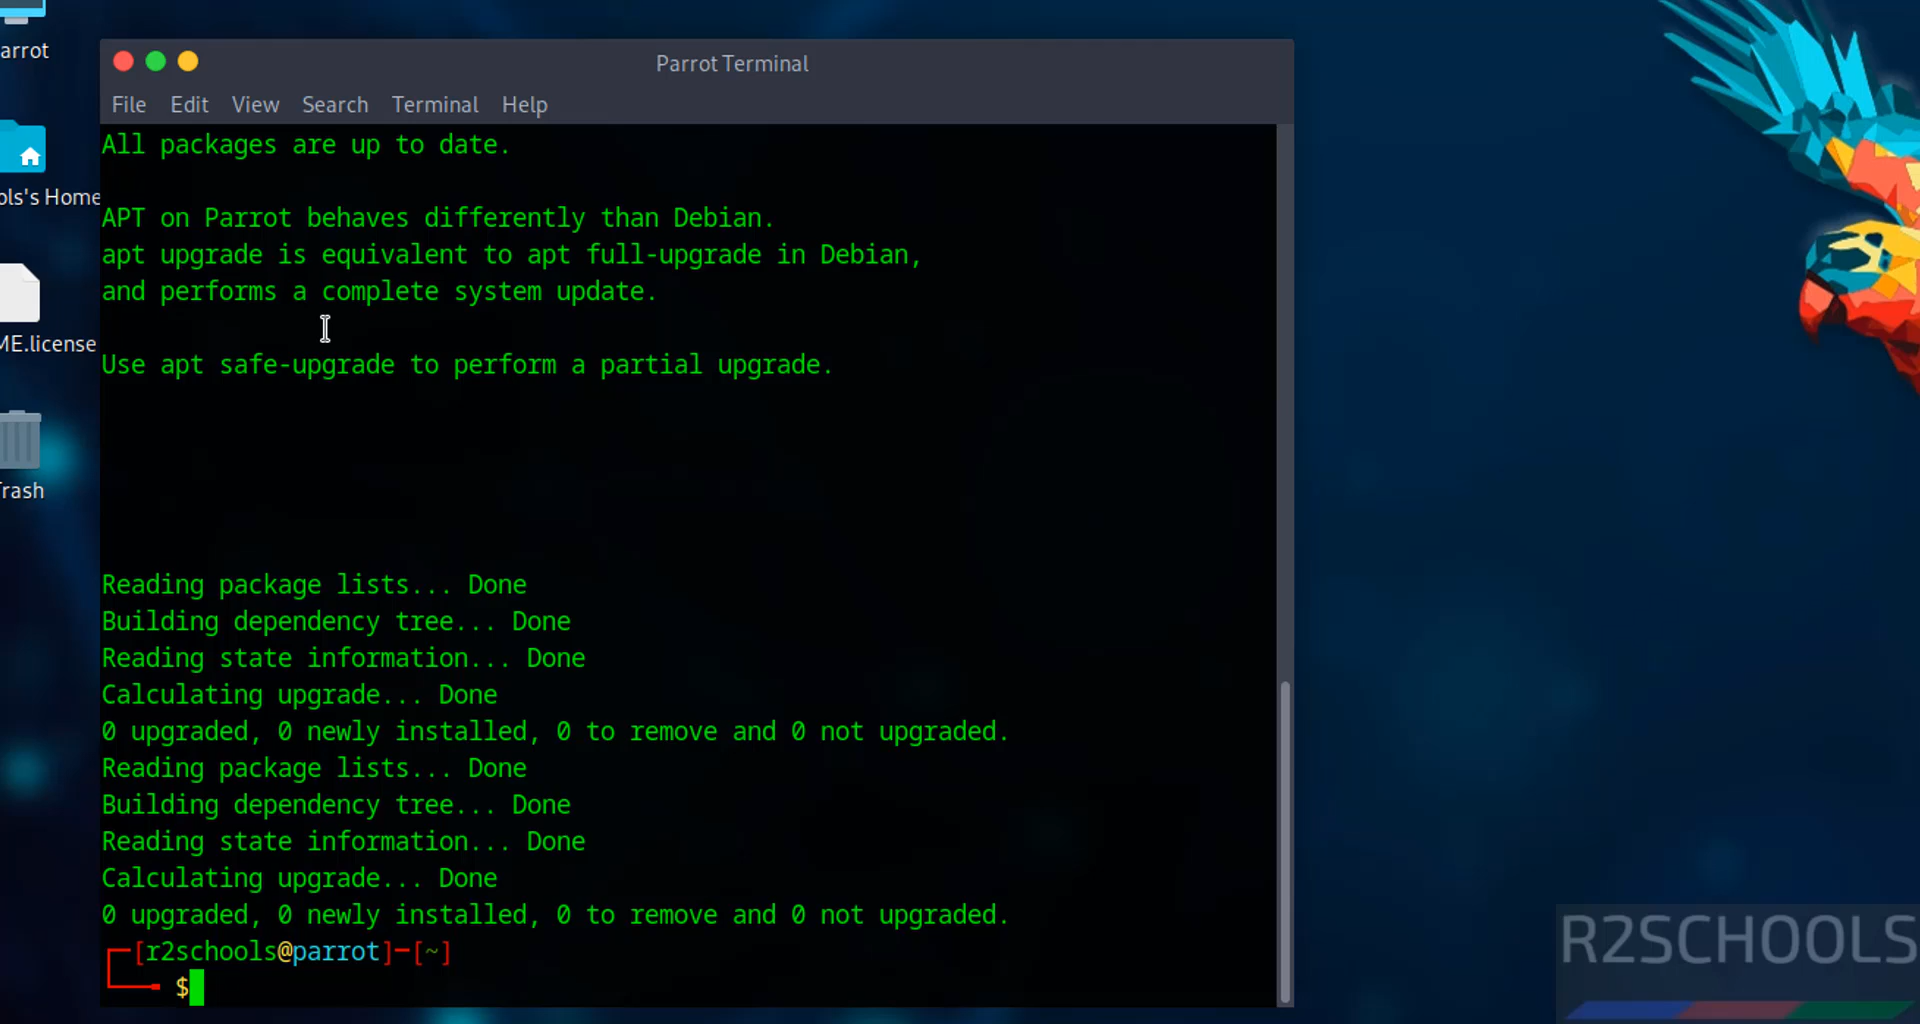 arrot
ols's Home
ME.license
Trash
Parrot Terminal
File Edit View Search Terminal Help
All packages are up to date.
APT on Parrot behaves differently than Debian.
apt upgrade is equivalent to apt full-upgrade in Debian,
and performs a complete system update.
Use apt safe-upgrade to perform a partial upgrade.
Reading package lists... Done
Building dependency tree... Done
Reading state information... Done
Calculating upgrade... Done
0 upgraded, 0 newly installed, 0 to remove and 0 not upgraded.
Reading package lists... Done
Building dependency tree... Done
Reading state information... Done
Calculating upgrade... Done
0 upgraded, 0 newly installed, 0 to remove and 0 not upgraded.
┌─[r2schools@parrot]─[~]
└──╼ $
R2SCHOOLS